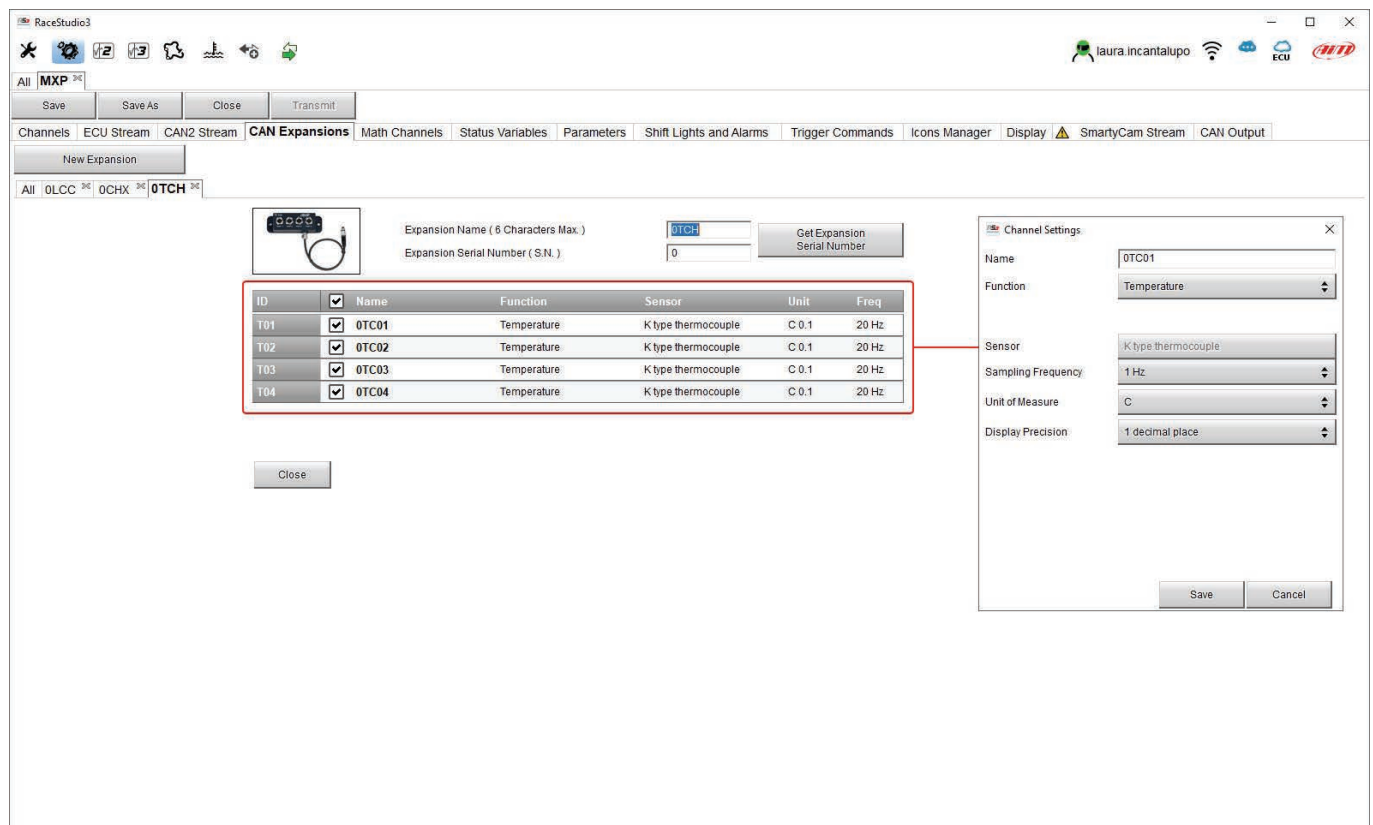 RaceStudio3
laura.incantalupo ECU AiM
All MXP
Save Save As Close Transmit
Channels ECU Stream CAN2 Stream CAN Expansions Math Channels Status Variables Parameters Shift Lights and Alarms Trigger Commands Icons Manager Display SmartyCam Stream CAN Output
New Expansion
All 0LCC 0CHX 0TCH
Expansion Name ( 6 Characters Max. ) 0TCH
Expansion Serial Number ( S.N. ) 0
Get Expansion
Serial Number
ID Name Function Sensor Unit Freq
T01 0TC01 Temperature K type thermocouple C 0.1 20 Hz
T02 0TC02 Temperature K type thermocouple C 0.1 20 Hz
T03 0TC03 Temperature K type thermocouple C 0.1 20 Hz
T04 0TC04 Temperature K type thermocouple C 0.1 20 Hz
Close
Channel Settings
Name 0TC01
Function Temperature
Sensor K type thermocouple
Sampling Frequency 1 Hz
Unit of Measure C
Display Precision 1 decimal place
Save Cancel